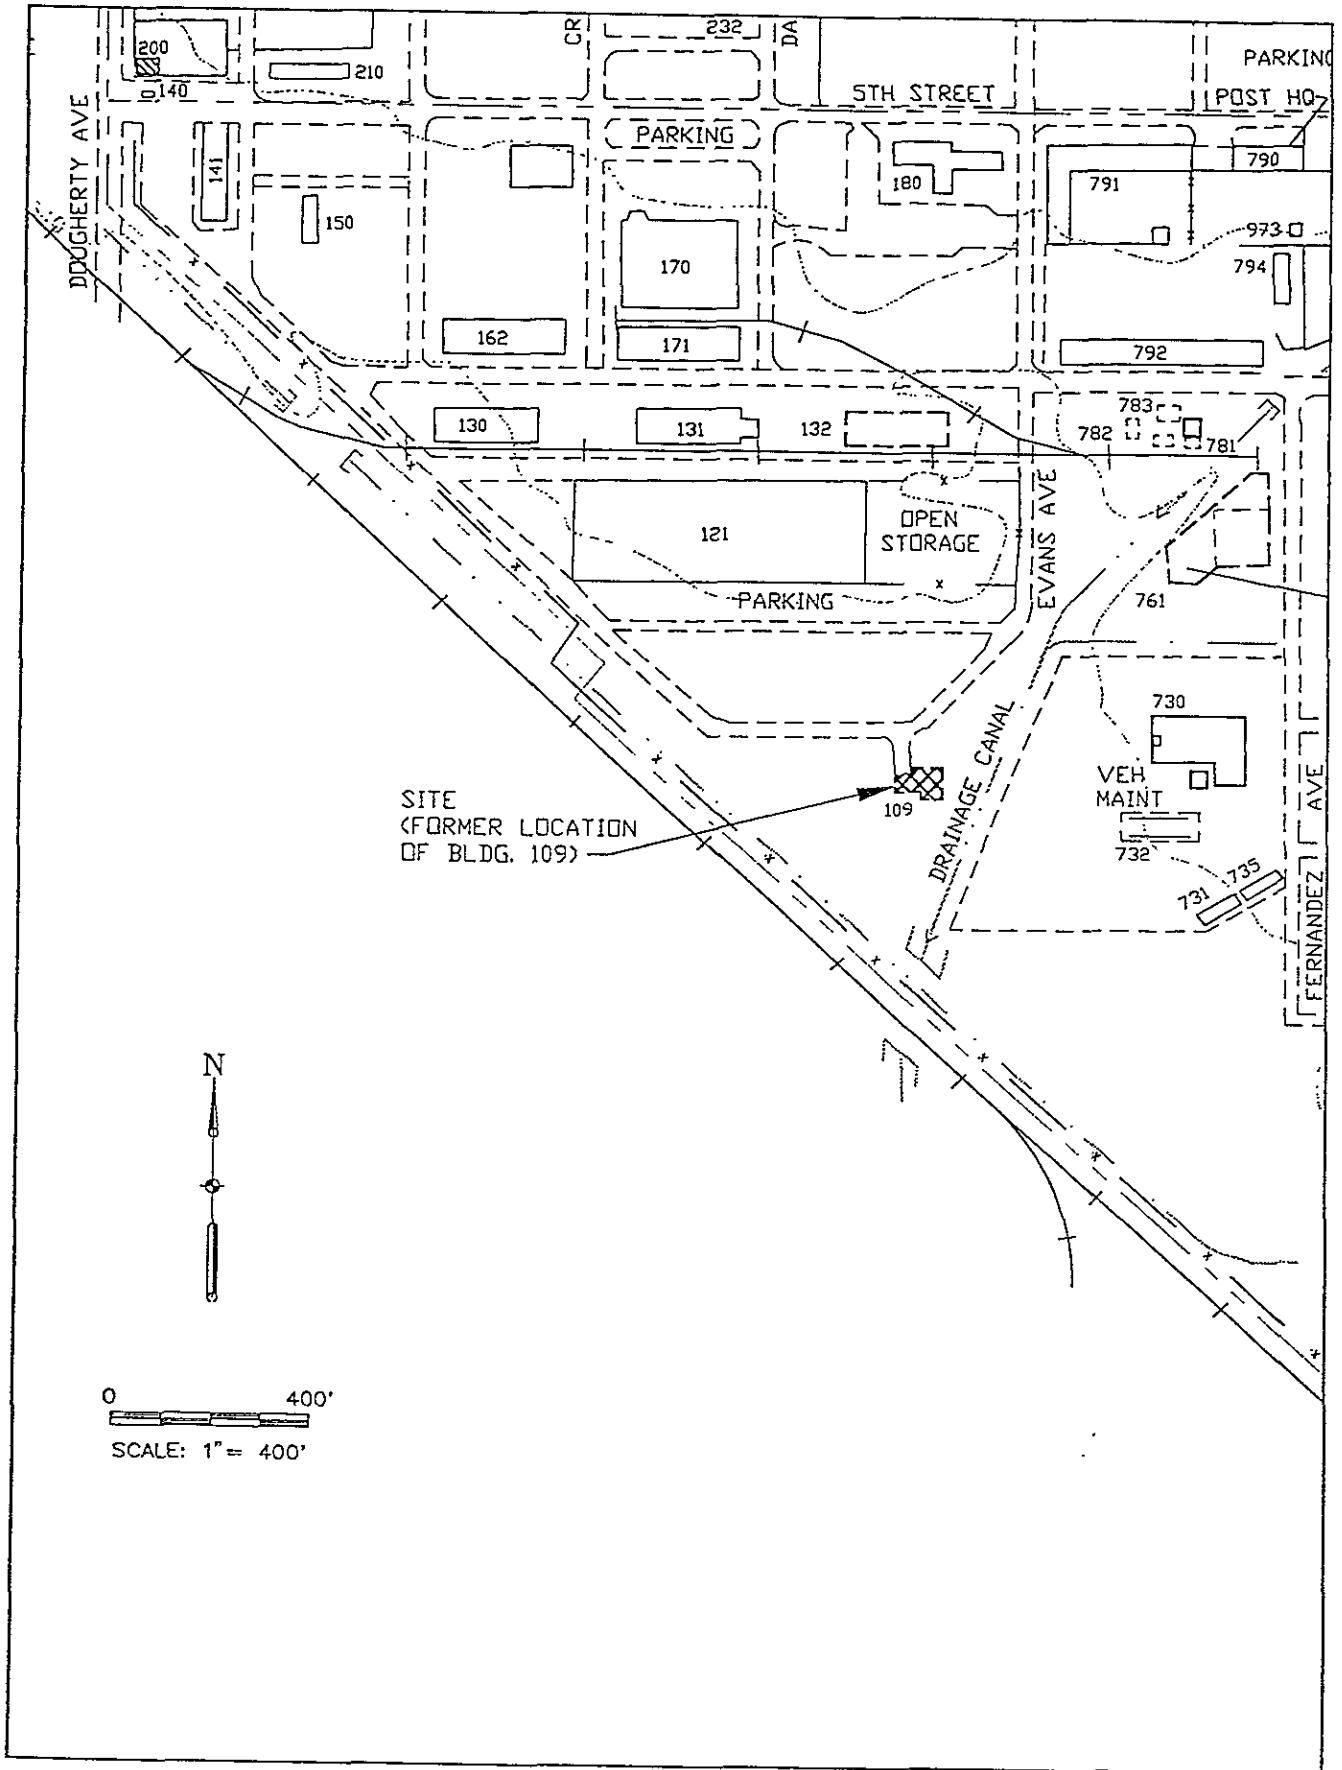 200
232
PARKING
210
140
5TH STREET
POST HQ
DOUGHERTY AVE
CR
DA
PARKING
141
150
180
791
790
973
170
794
162
171
792
130
131
132
783
782
781
121
OPEN
STORAGE
EVANS AVE
PARKING
761
730
SITE
(FORMER LOCATION
OF BLDG. 109)
109
DRAINAGE CANAL
VEH
MAINT
732
731
735
FERNANDEZ AVE
N
0 400'
SCALE: 1"= 400'